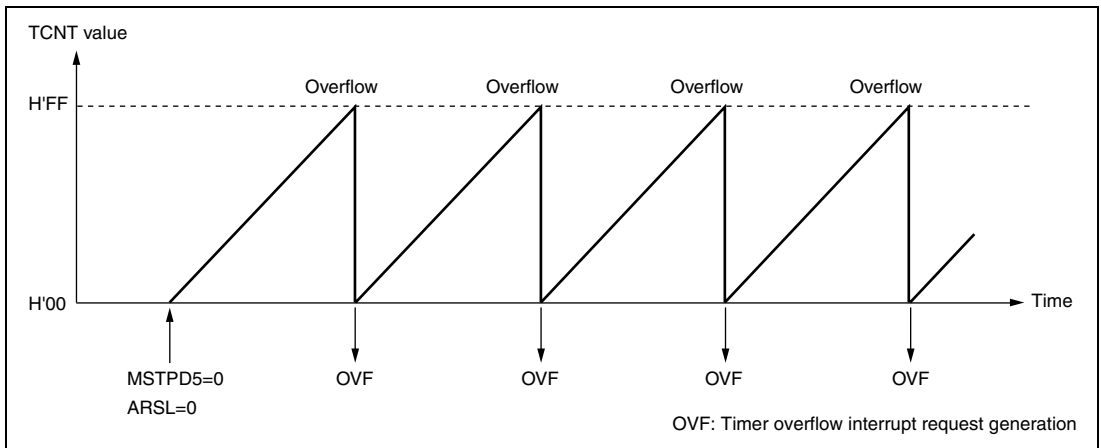 TCNT value
Overflow Overflow Overflow Overflow
H'FF
H'00
Time
MSTPD5=0 OVF OVF OVF OVF
ARSL=0
OVF: Timer overflow interrupt request generation